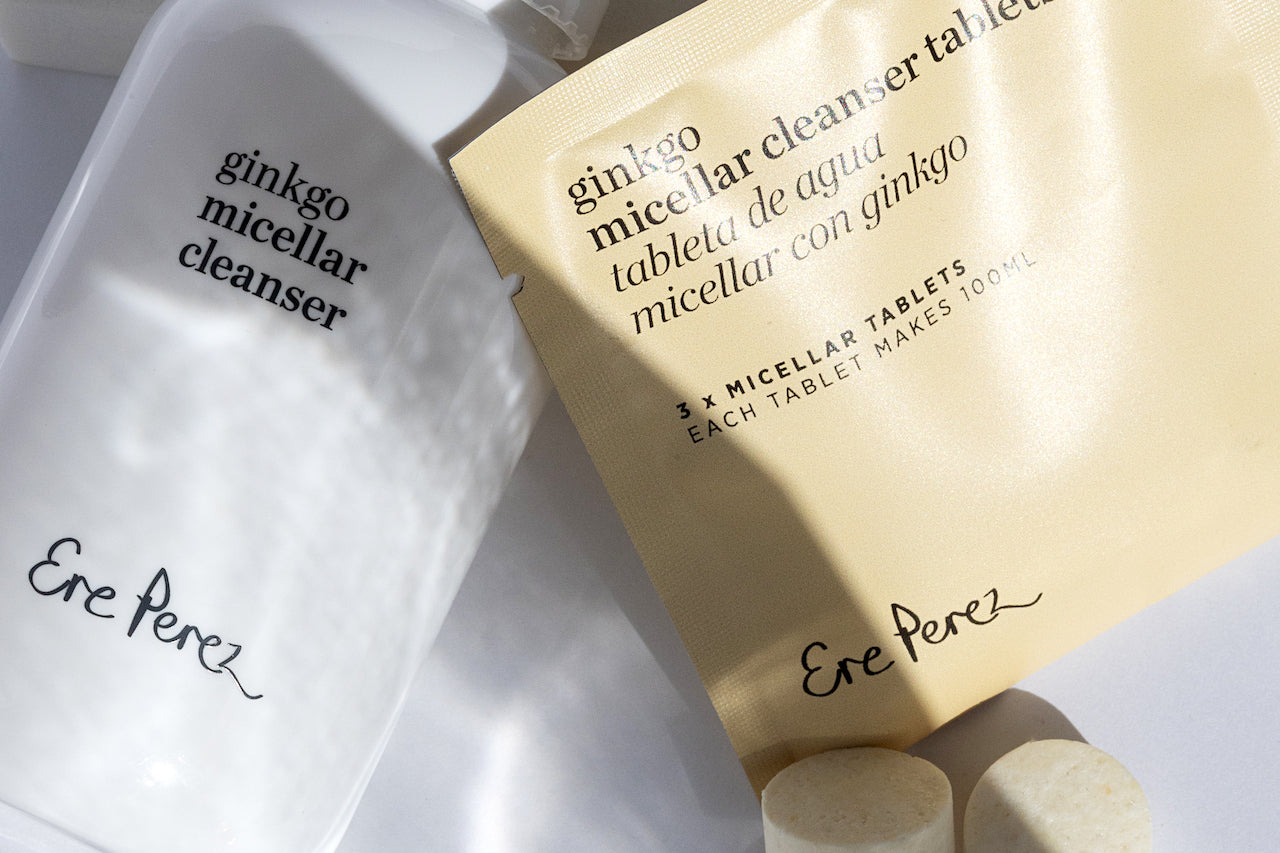 ginkgo
micellar
cleanser
Ere Perez
ginkgo
micellar cleanser tablets
tableta de agua
micellar con ginkgo
3 x MICELLAR TABLETS
EACH TABLET MAKES 100ML
Ere Perez